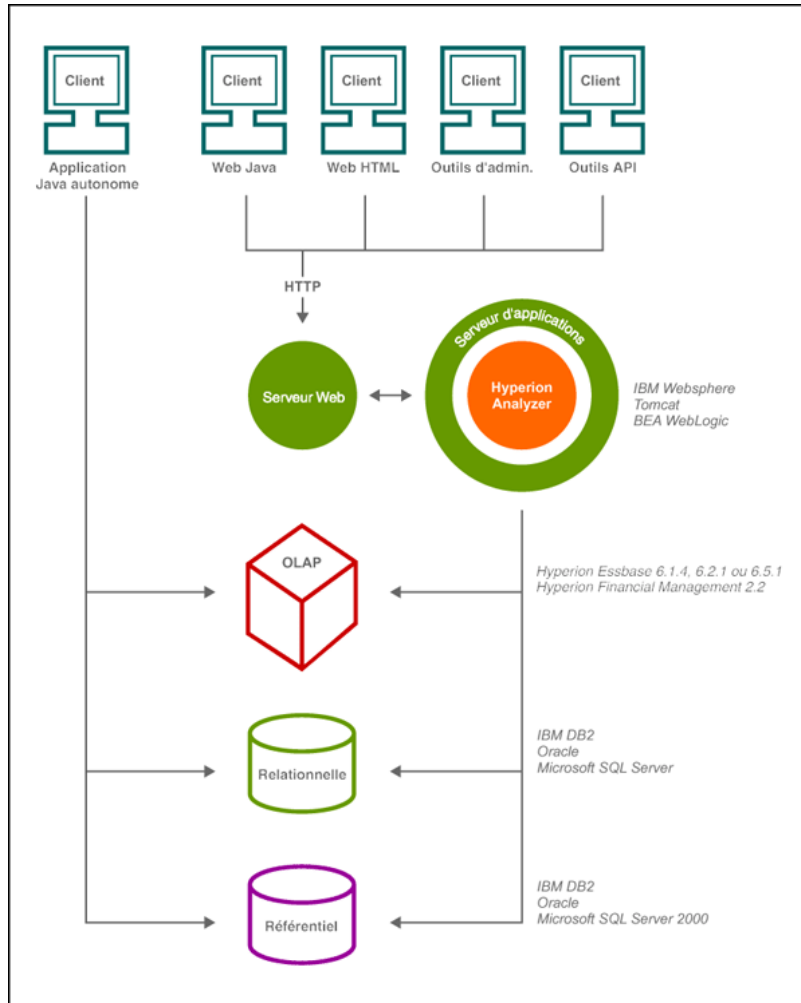 Client
Client
Client
Client
Client
Application
Java autonome
Web Java
Web HTML
Outils d'admin.
Outils API
HTTP
Serveur Web
Serveur d'applications
Hyperion
Analyzer
IBM Websphere
Tomcat
BEA WebLogic
OLAP
Hyperion Essbase 6.1.4, 6.2.1 ou 6.5.1
Hyperion Financial Management 2.2
Relationnelle
IBM DB2
Oracle
Microsoft SQL Server
Référentiel
IBM DB2
Oracle
Microsoft SQL Server 2000